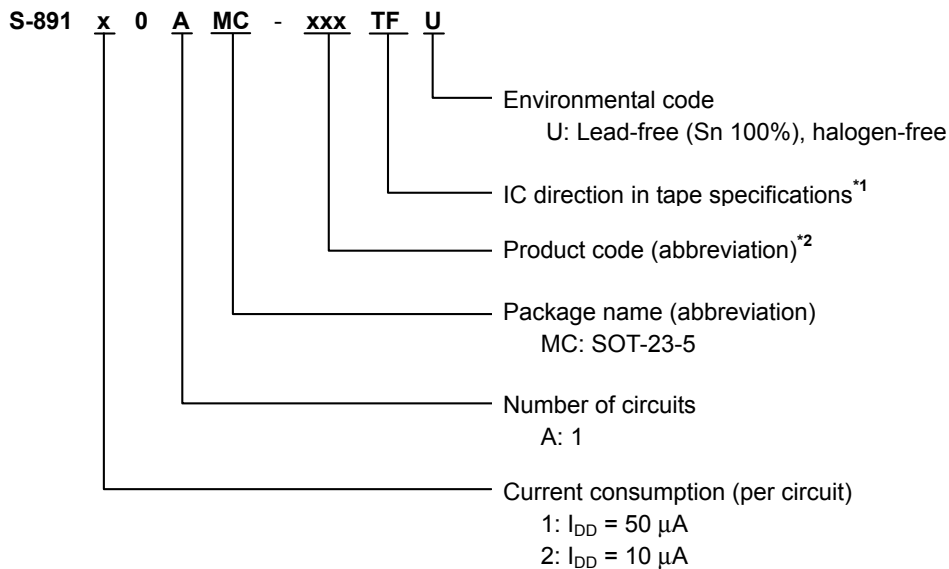 S-891 x 0 A MC - xxx TF U
Environmental code
U: Lead-free (Sn 100%), halogen-free
IC direction in tape specifications*1
Product code (abbreviation)*2
Package name (abbreviation)
MC: SOT-23-5
Number of circuits
A: 1
Current consumption (per circuit)
1: IDD = 50 μA
2: IDD = 10 μA